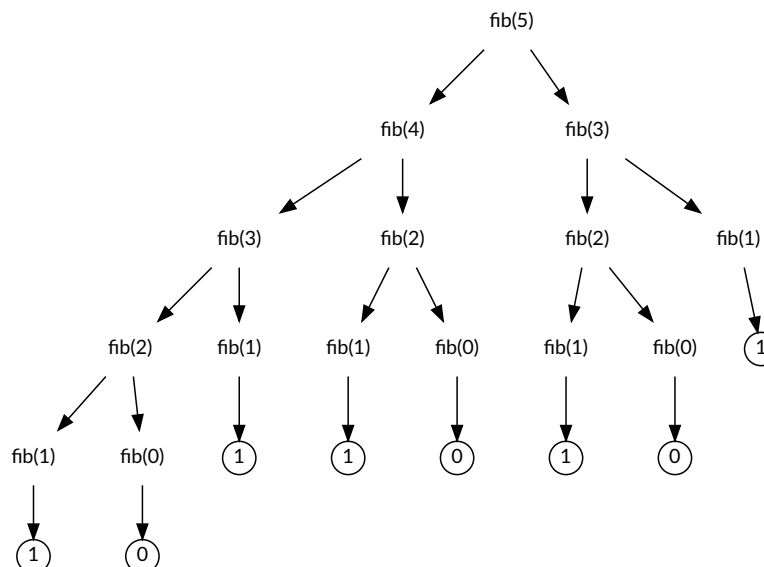 fib(5)
fib(4) fib(3)
fib(3) fib(2) fib(2) fib(1)
fib(2) fib(1) fib(1) fib(0) fib(1) fib(0) 1
fib(1) fib(0) 1 1 0 1 0
1 0